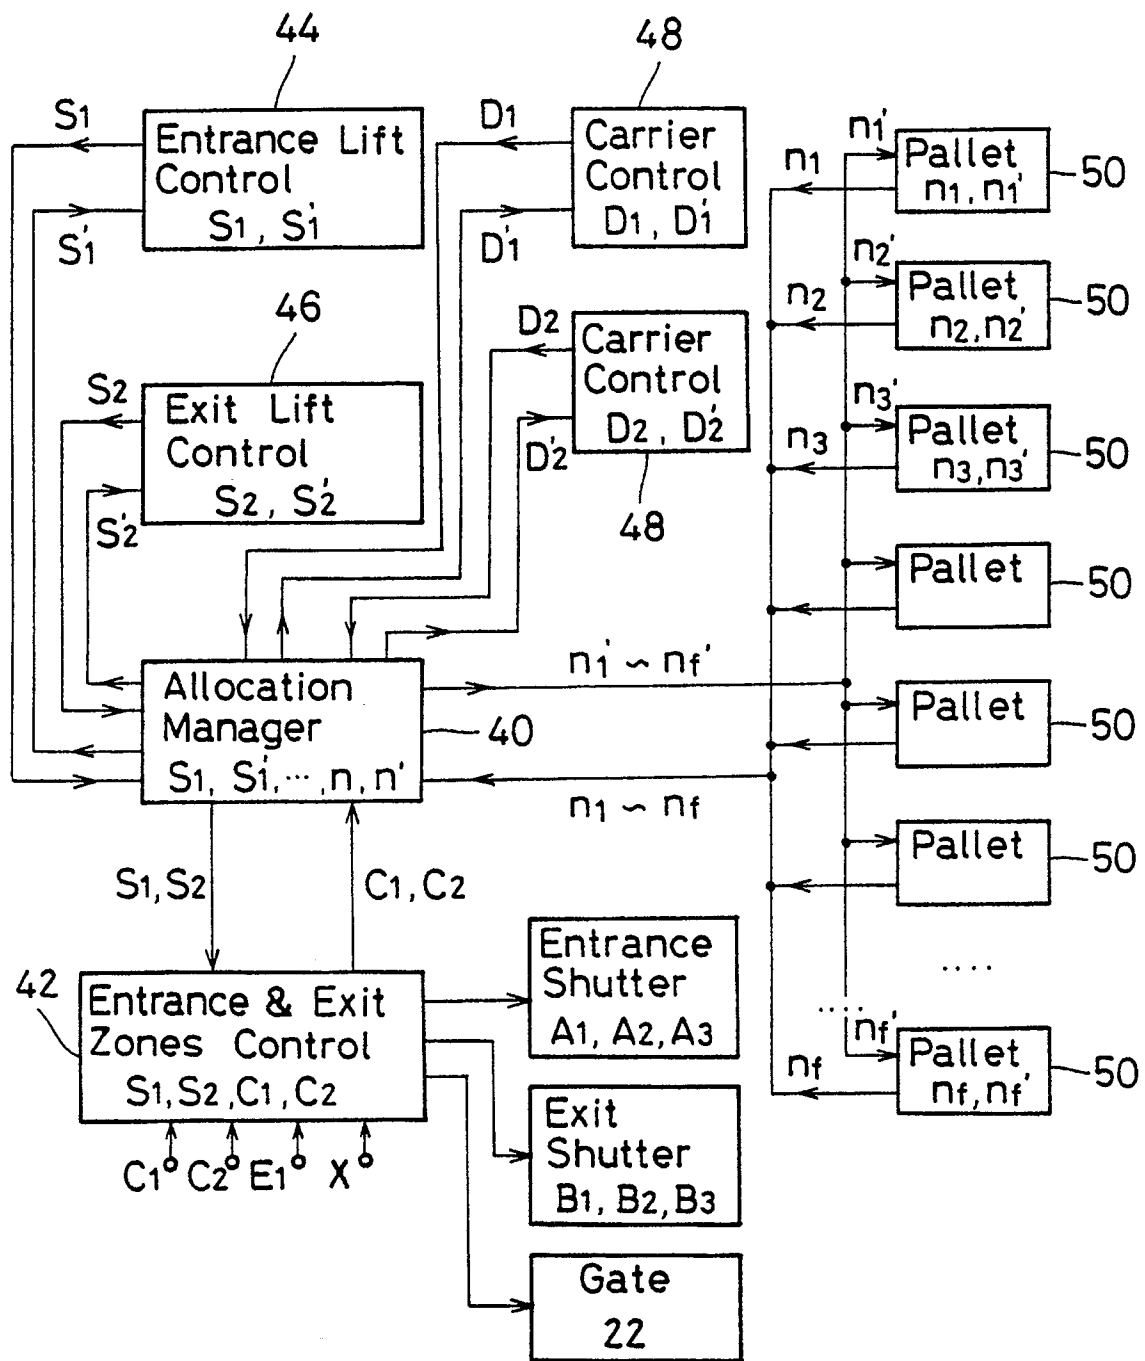 44
S1
Entrance Lift
Control
S1, S1'
S1'
48
D1
Carrier
Control
D1, D1'
D1'
n1'
n1
Pallet
n1, n1'
50
n2'
n2
Pallet
n2, n2'
50
46
S2
Exit Lift
Control
S2, S2'
S2'
D2
Carrier
Control
D2, D2'
D2'
48
n3'
n3
Pallet
n3, n3'
50
Pallet
50
Allocation
Manager
S1, S1', ..., n, n'
40
n1' ~ nf'
n1 ~ nf
Pallet
50
Pallet
50
S1, S2
C1, C2
42
Entrance & Exit
Zones Control
S1, S2, C1, C2
C1 C2 E1 X
Entrance
Shutter
A1, A2, A3
Exit
Shutter
B1, B2, B3
Gate
22
....
....
nf'
nf
Pallet
nf, nf'
50